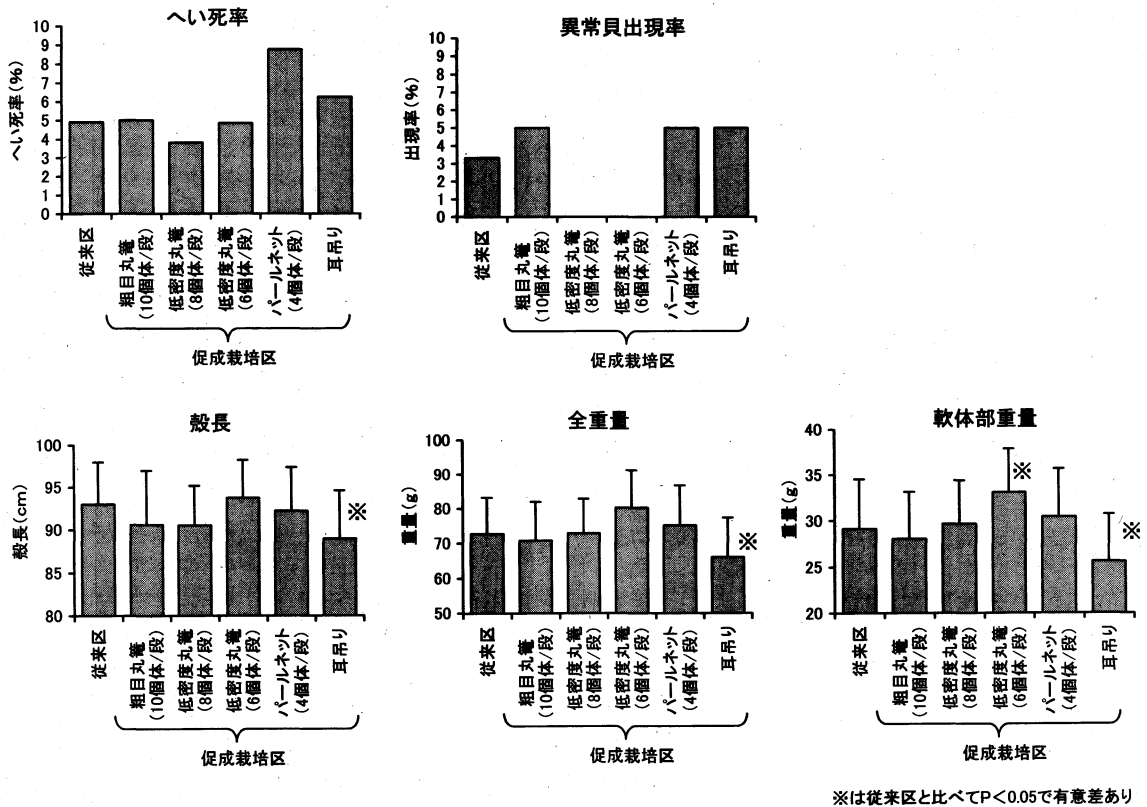 へい死率
へい死率(%)
10
9
8
7
6
5
4
3
2
1
0
従来区
粗目丸篭
(10個体/段)
低密度丸篭
(8個体/段)
低密度丸篭
(6個体/段)
パールネット
(4個体/段)
耳吊り
促成栽培区
異常貝出現率
出現率(%)
10
9
8
7
6
5
4
3
2
1
0
従来区
粗目丸篭
(10個体/段)
低密度丸篭
(8個体/段)
低密度丸篭
(6個体/段)
パールネット
(4個体/段)
耳吊り
促成栽培区
殻長
殻長(cm)
100
95
90
85
80
※
従来区
粗目丸篭
(10個体/段)
低密度丸篭
(8個体/段)
低密度丸篭
(6個体/段)
パールネット
(4個体/段)
耳吊り
促成栽培区
全重量
重量(g)
100
90
80
70
60
50
※
従来区
粗目丸篭
(10個体/段)
低密度丸篭
(8個体/段)
低密度丸篭
(6個体/段)
パールネット
(4個体/段)
耳吊り
促成栽培区
軟体部重量
重量(g)
40
35
30
25
20
※
※
従来区
粗目丸篭
(10個体/段)
低密度丸篭
(8個体/段)
低密度丸篭
(6個体/段)
パールネット
(4個体/段)
耳吊り
促成栽培区
※は従来区と比べてP<0.05で有意差あり